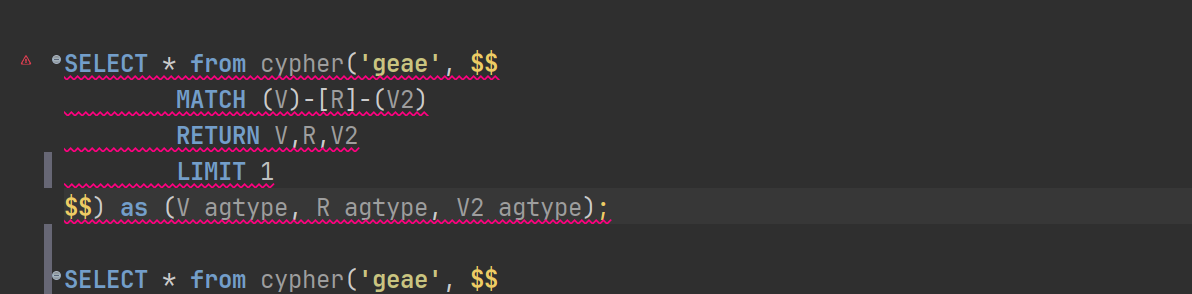 SELECT * from cypher('geae', $$
MATCH (V)-[R]-(V2)
RETURN V,R,V2
LIMIT 1
$$) as (V agtype, R agtype, V2 agtype);
SELECT * from cypher('geae', $$